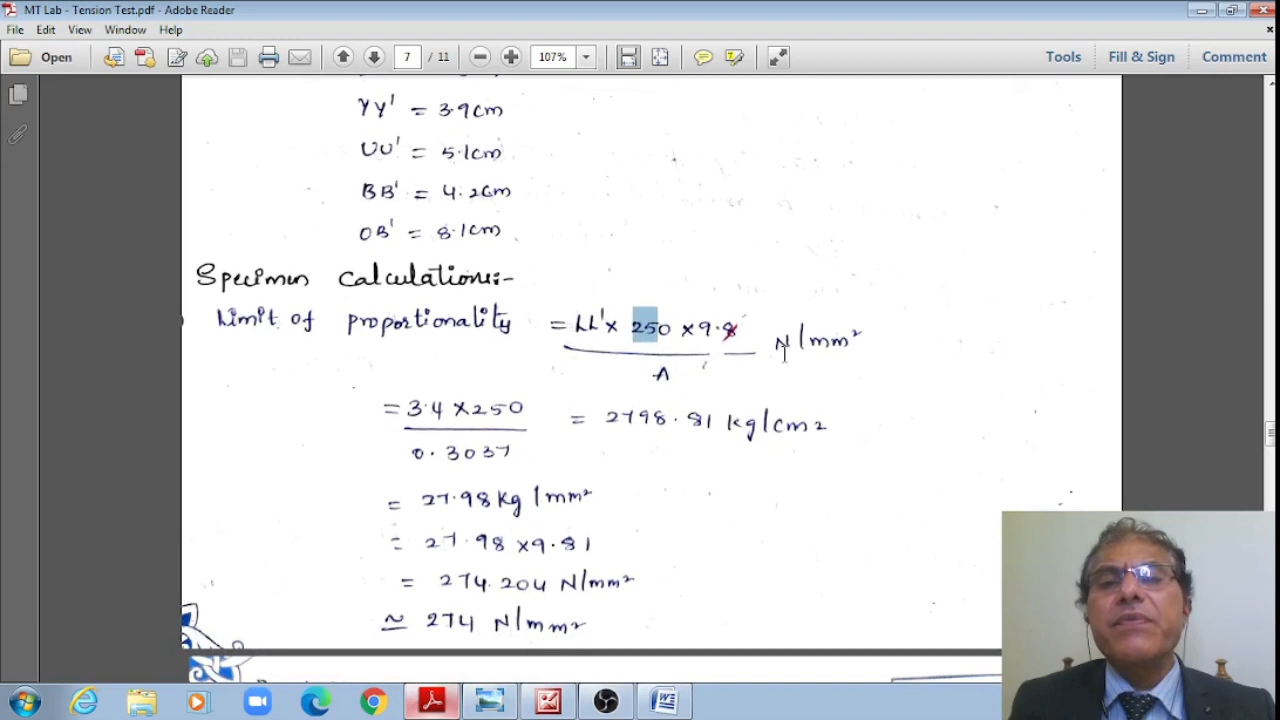 MT Lab - Tension Test.pdf - Adobe Reader
File Edit View Window Help
Open 7 / 11 107% Tools Fill & Sign Comment
YY' = 3.9cm
UU' = 5.1cm
BB' = 4.2cm
OB' = 8.1cm
Specimen calculations:-
Limit of proportionality = LL' x 250 x 9.8 N/mm²
A
= 3.4 x 250 = 2798.81 kg/cm2
0.3037
= 27.98 kg/mm²
= 27.98 x 9.81
= 274.204 N/mm²
≈ 274 N/mm2